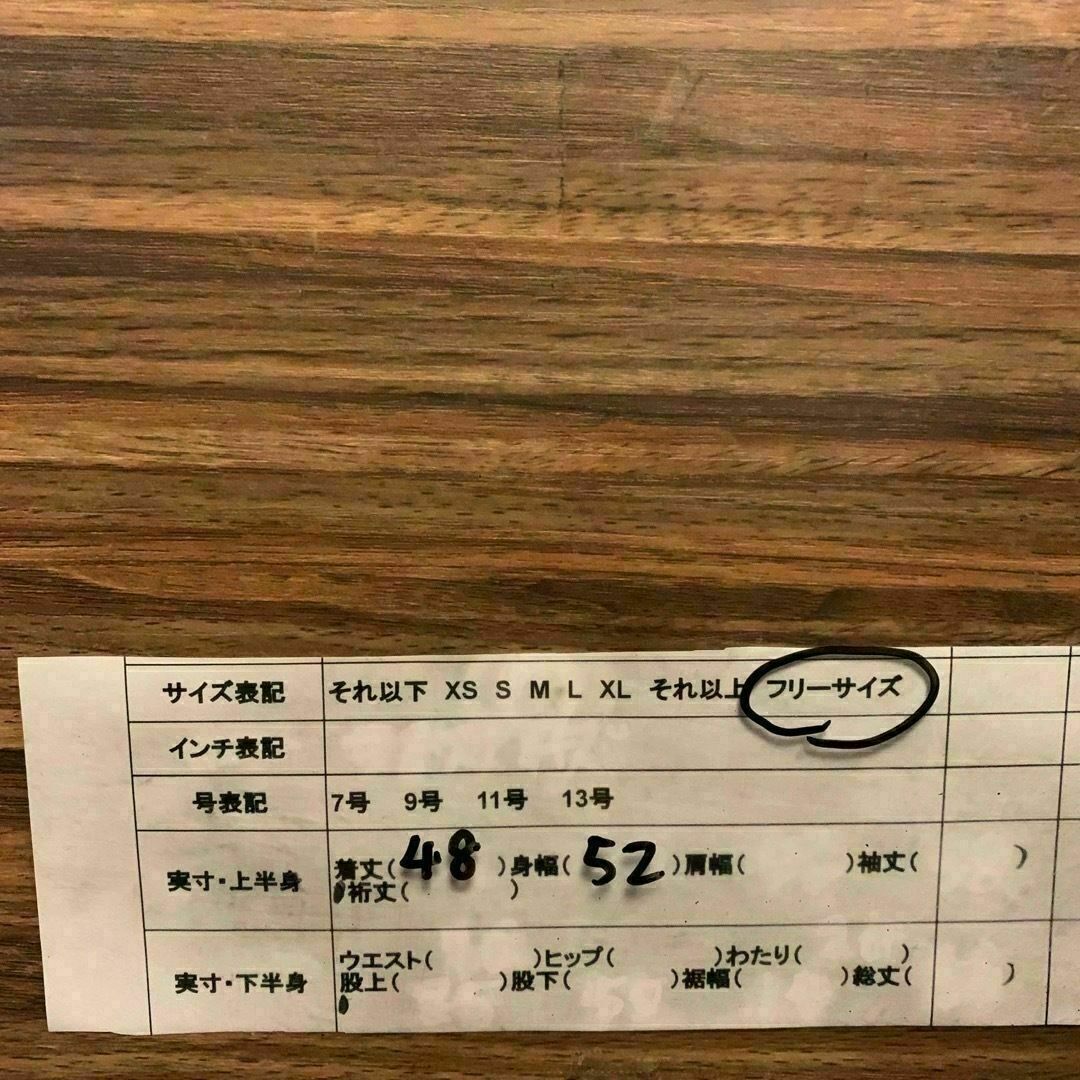 サイズ表記 それ以下 XS S M L XL それ以上 フリーサイズ
インチ表記
号表記 7号 9号 11号 13号
実寸・上半身 着丈( 48 )身幅( 52 )肩幅( )袖丈( )
裄丈( )
実寸・下半身 ウエスト( )ヒップ( )わたり( )
股上( )股下( )裾幅( )総丈( )